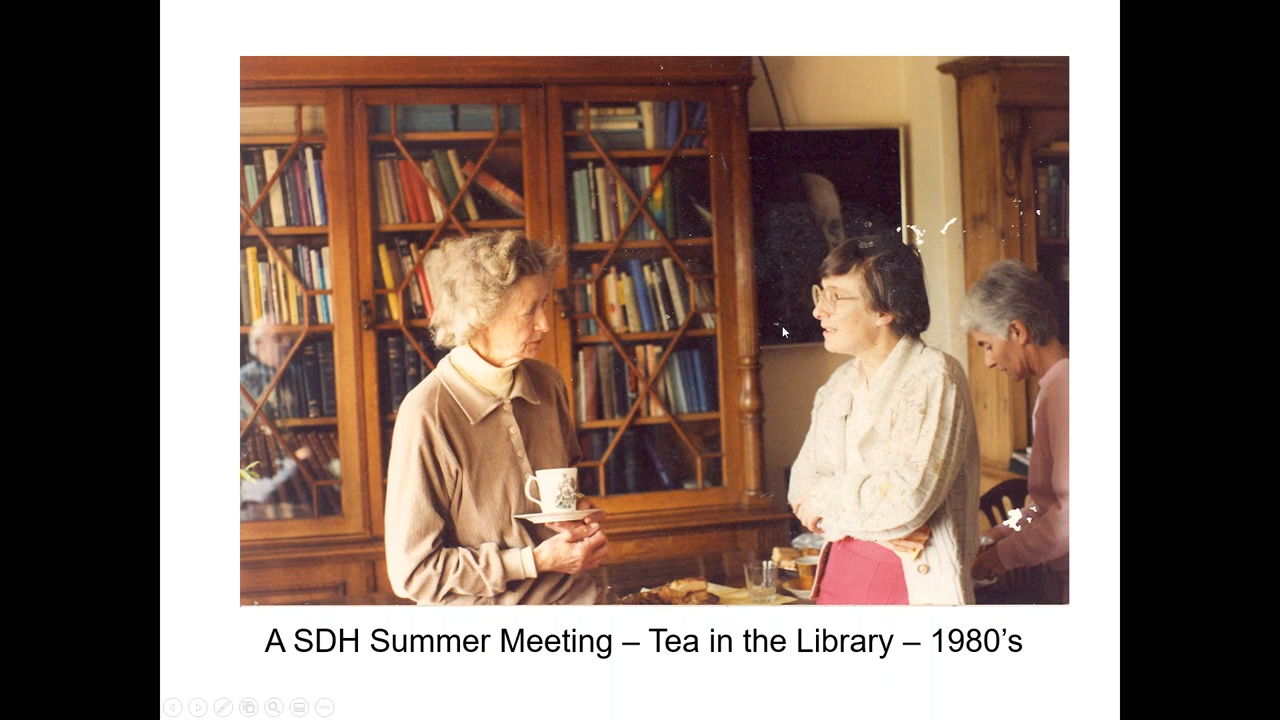 A SDH Summer Meeting – Tea in the Library – 1980’s